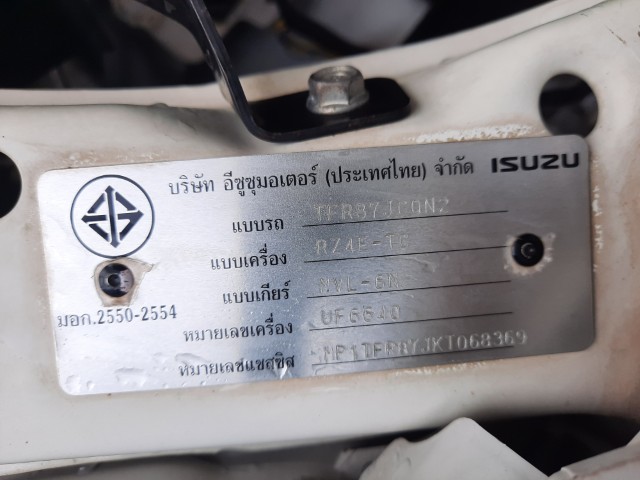 บริษัท อีซูซุมอเตอร์ (ประเทศไทย) จำกัด ISUZU
แบบรถ
แบบเครื่อง
แบบเกียร์
มอก.2550-2554
หมายเลขเครื่อง
หมายเลขแชสซิส MP1TFR87JKT068369